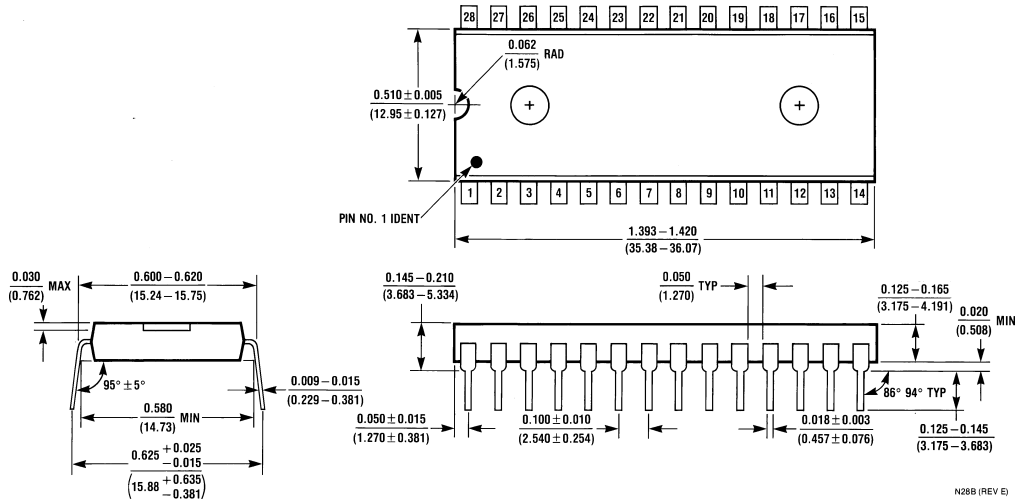 28 27 26 25 24 23 22 21 20 19 18 17 16 15
0.062
(1.575)
RAD
0.510 ± 0.005
(12.95 ± 0.127)
1 2 3 4 5 6 7 8 9 10 11 12 13 14
PIN NO. 1 IDENT
1.393 – 1.420
(35.38 – 36.07)
0.030
(0.762)
MAX
0.600 – 0.620
(15.24 – 15.75)
95° ± 5°
0.009 – 0.015
(0.229 – 0.381)
0.580
(14.73)
MIN
0.625 +0.025
-0.015
(15.88 +0.635
-0.381)
0.145 – 0.210
(3.683 – 5.334)
0.050
(1.270)
TYP
0.125 – 0.165
(3.175 – 4.191)
0.020
(0.508)
MIN
86° 94° TYP
0.050 ± 0.015
(1.270 ± 0.381)
0.100 ± 0.010
(2.540 ± 0.254)
0.018 ± 0.003
(0.457 ± 0.076)
0.125 – 0.145
(3.175 – 3.683)
N28B (REV E)